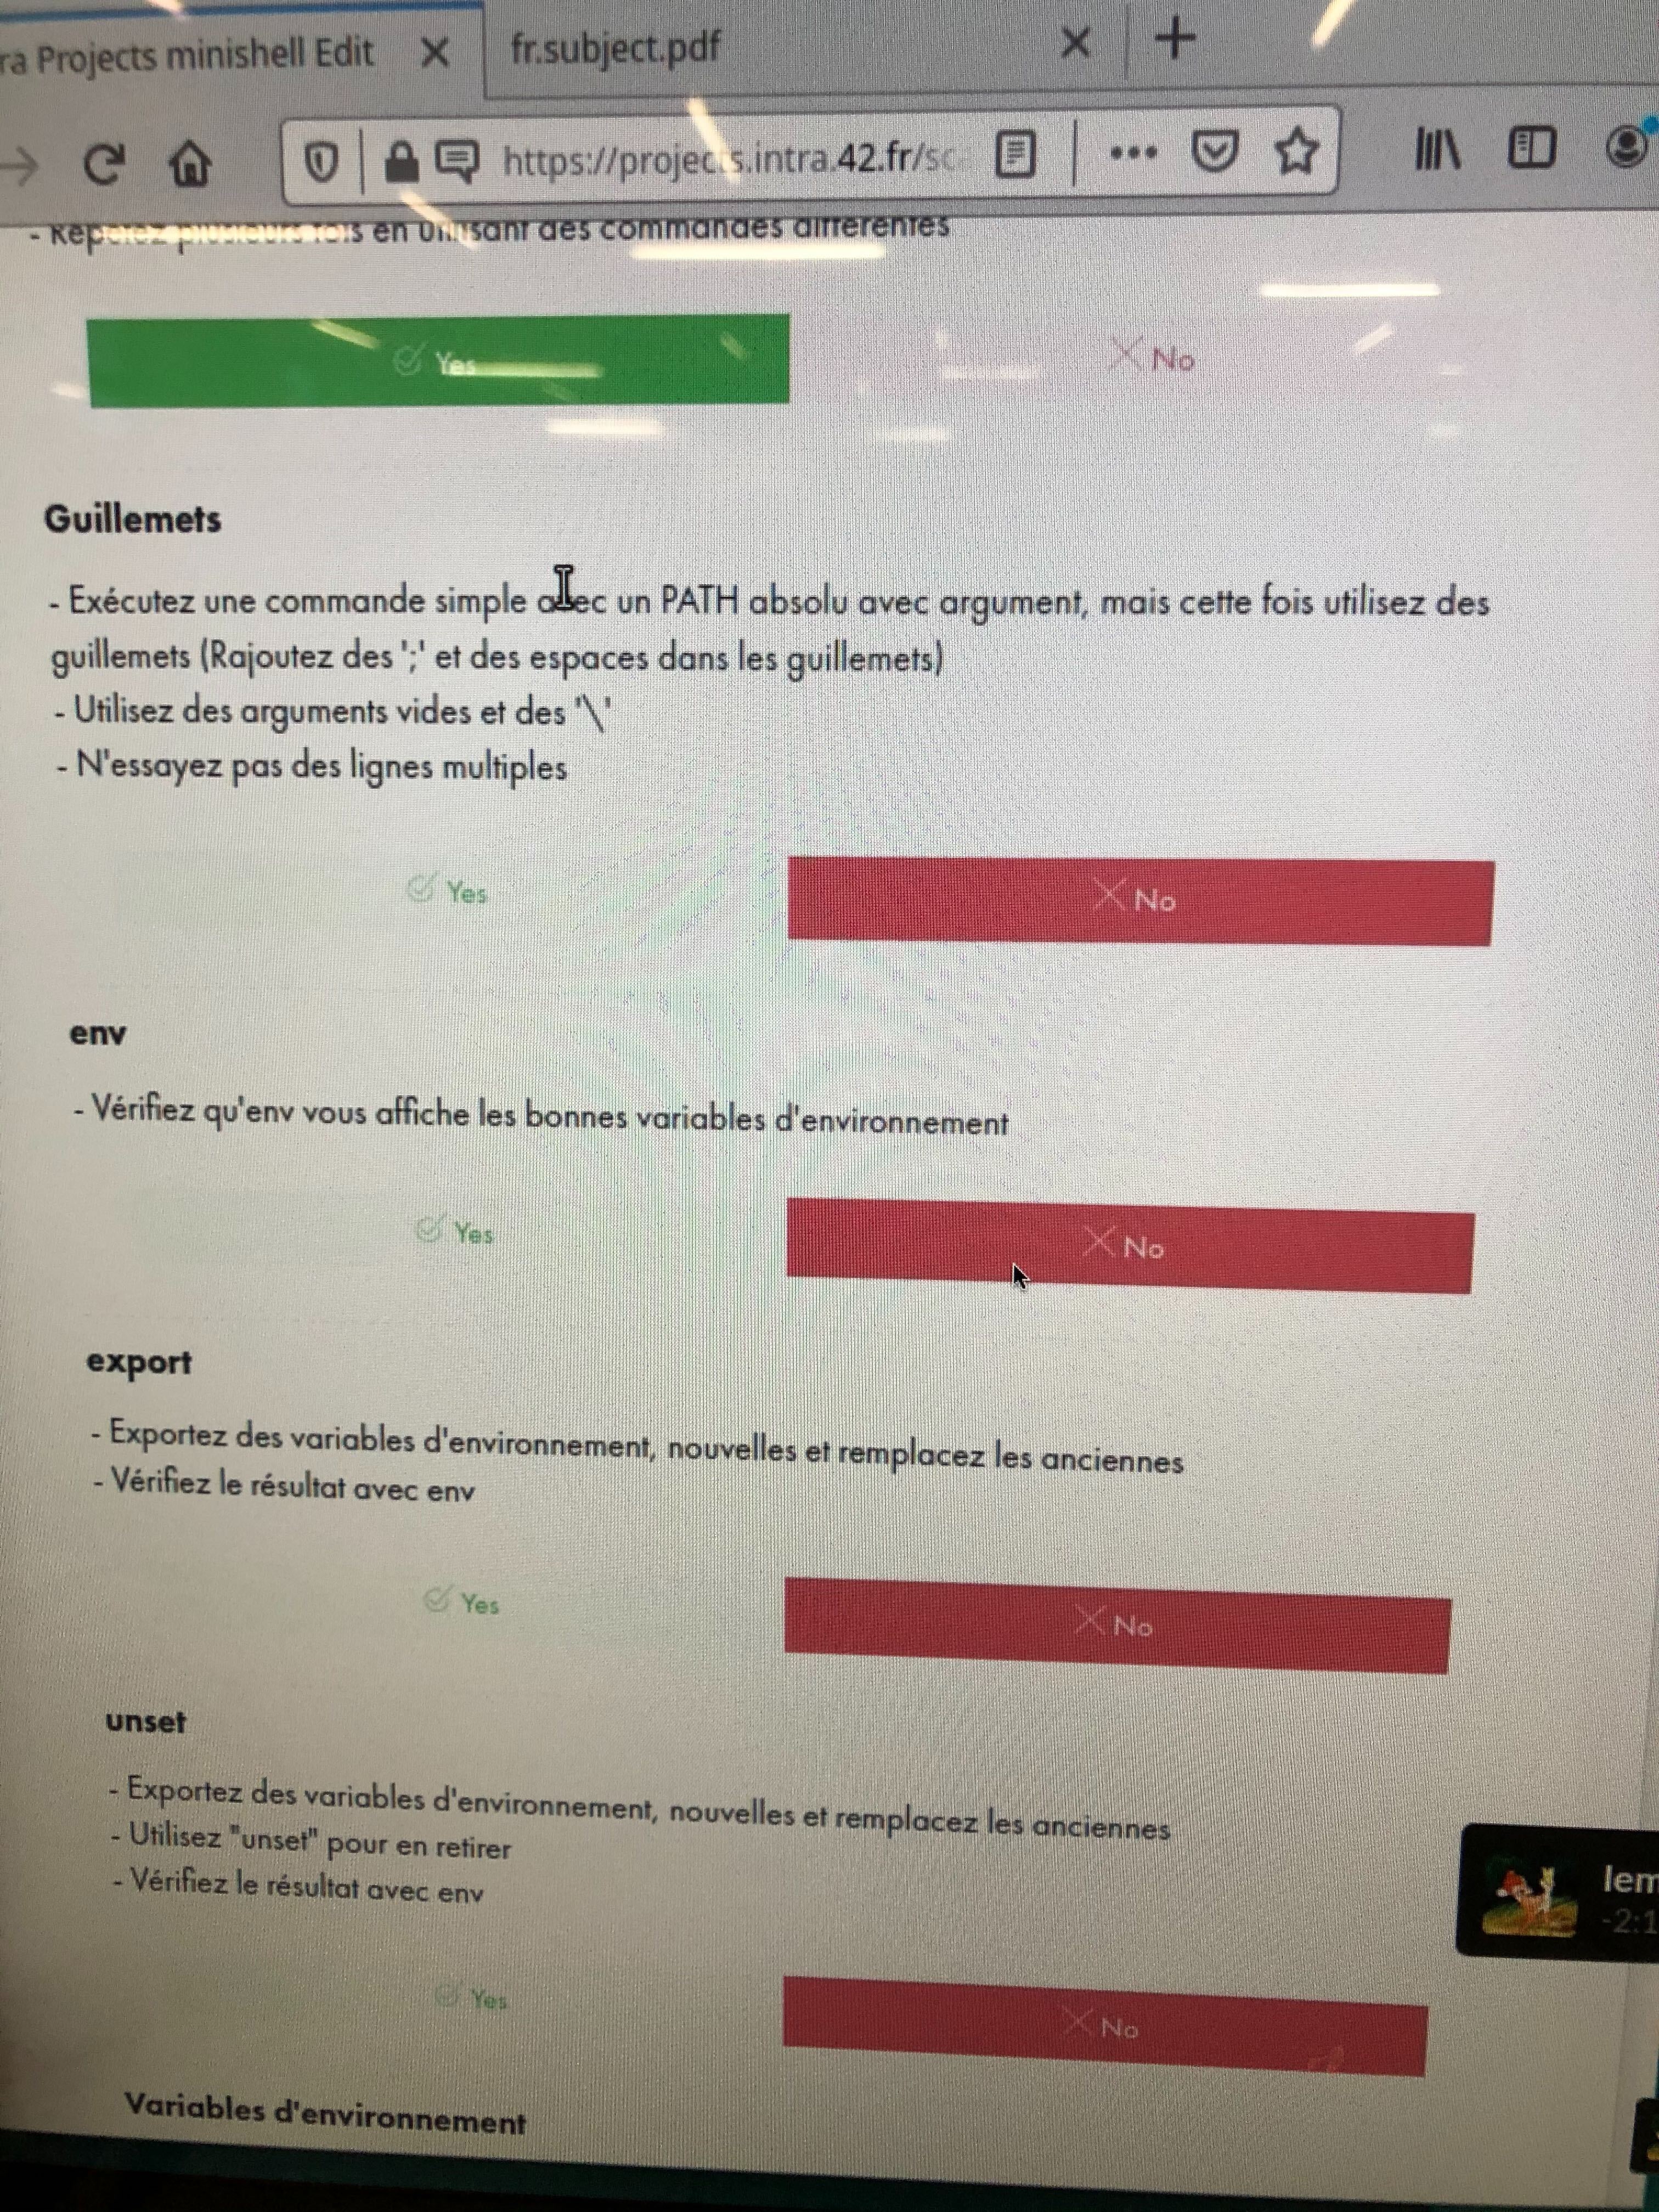 ra Projects minishell Edit
fr.subject.pdf
https://projects.intra.42.fr/sc
- Répétez plusieurs fois en utilisant des commandes différentes
Yes
No
Guillemets
- Exécutez une commande simple avec un PATH absolu avec argument, mais cette fois utilisez des
guillemets (Rajoutez des ';' et des espaces dans les guillemets)
- Utilisez des arguments vides et des '\'
- N'essayez pas des lignes multiples
Yes
No
env
- Vérifiez qu'env vous affiche les bonnes variables d'environnement
Yes
No
export
- Exportez des variables d'environnement, nouvelles et remplacez les anciennes
- Vérifiez le résultat avec env
Yes
No
unset
- Exportez des variables d'environnement, nouvelles et remplacez les anciennes
- Utilisez "unset" pour en retirer
- Vérifiez le résultat avec env
lem
-2:1
Yes
No
Variables d'environnement